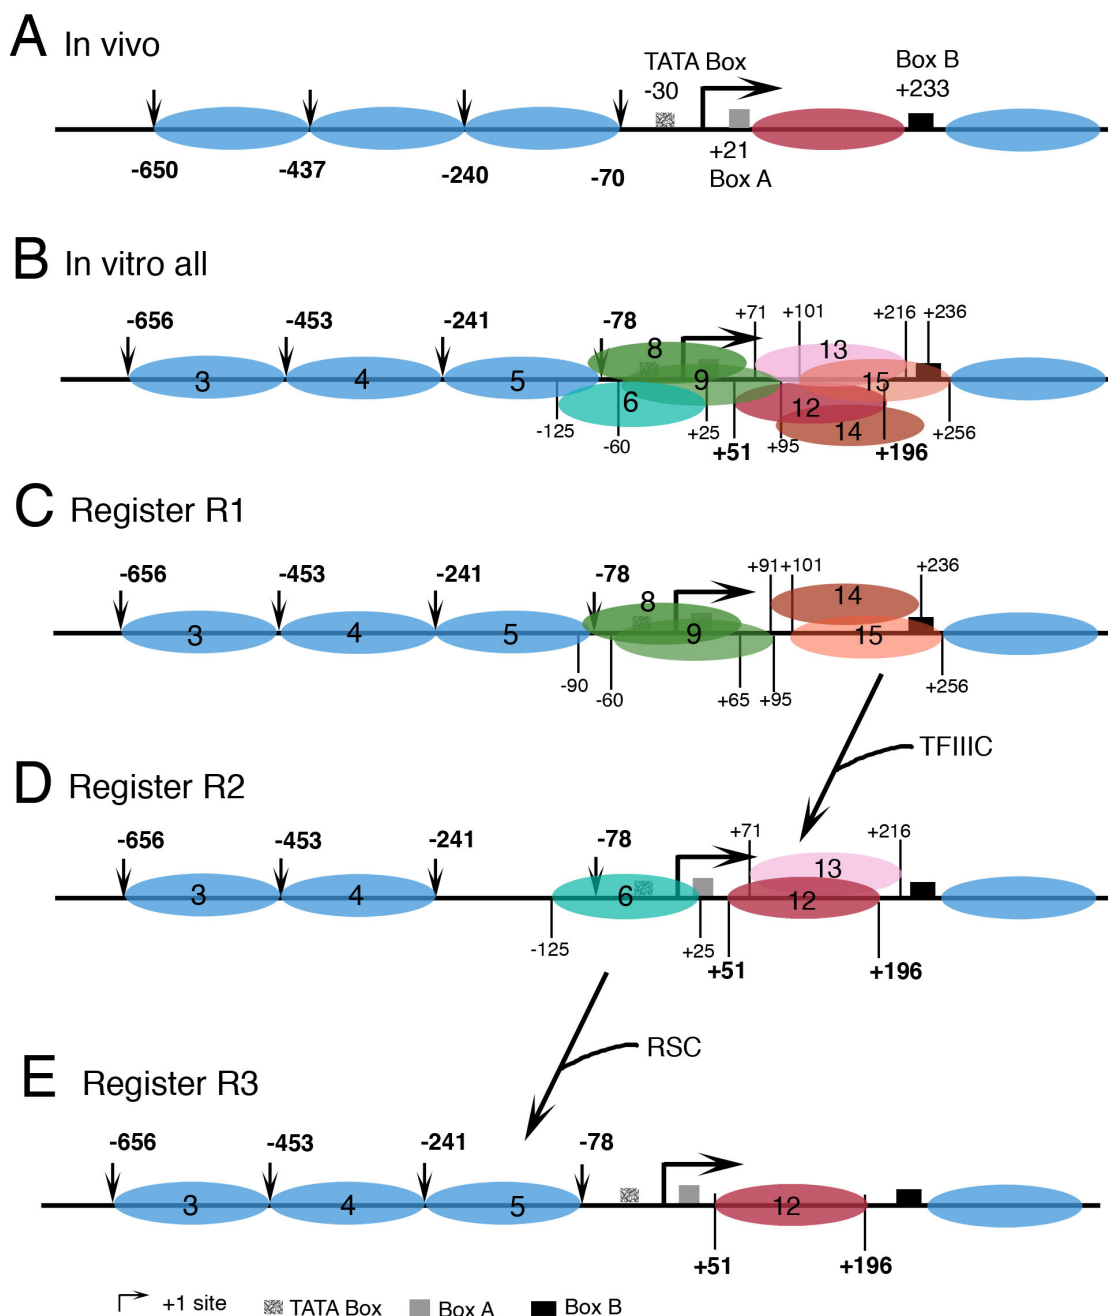 A In vivo
TATA Box
-30
Box B
+233
-650 -437 -240 -70
+21
Box A
B In vitro all
-656 -453 -241 -78 +71 +101 +216 +236
3 4 5 6 8 9 12 13 14 15
-125 -60 +25 +51 +95 +196 +256
C Register R1
-656 -453 -241 -78 +91 +101 +236
3 4 5 8 9 14 15
-90 -60 +65 +95 +256
TFIIIC
D Register R2
-656 -453 -241 -78 +71 +216
3 4 6 12 13
-125 +25 +51 +196
RSC
E Register R3
-656 -453 -241 -78
3 4 5 12
+51 +196
+1 site TATA Box Box A Box B